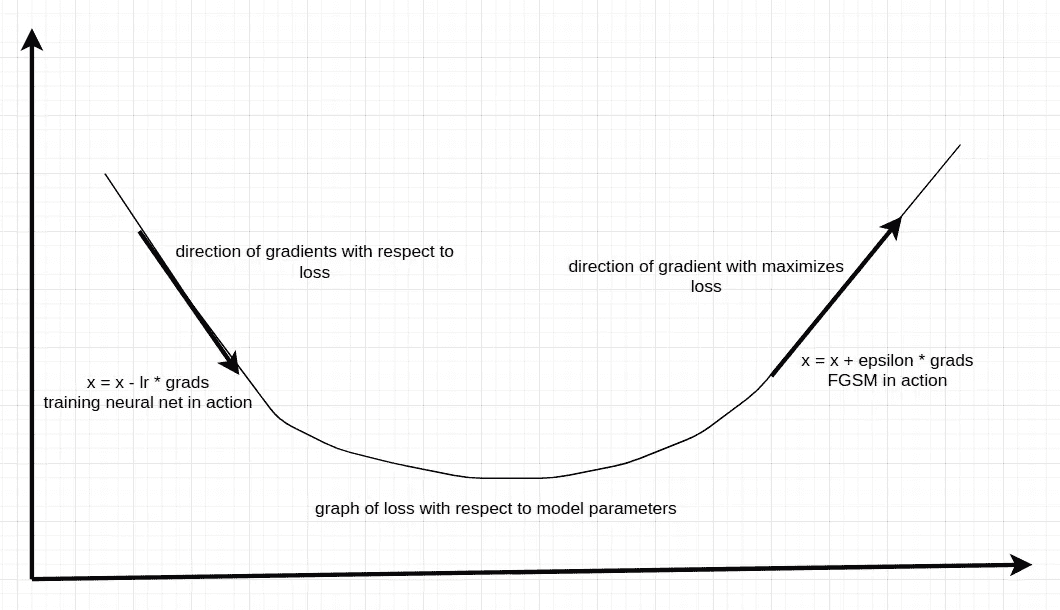 direction of gradients with respect to
loss
direction of gradient with maximizes
loss
x = x - lr * grads
training neural net in action
x = x + epsilon * grads
FGSM in action
graph of loss with respect to model parameters